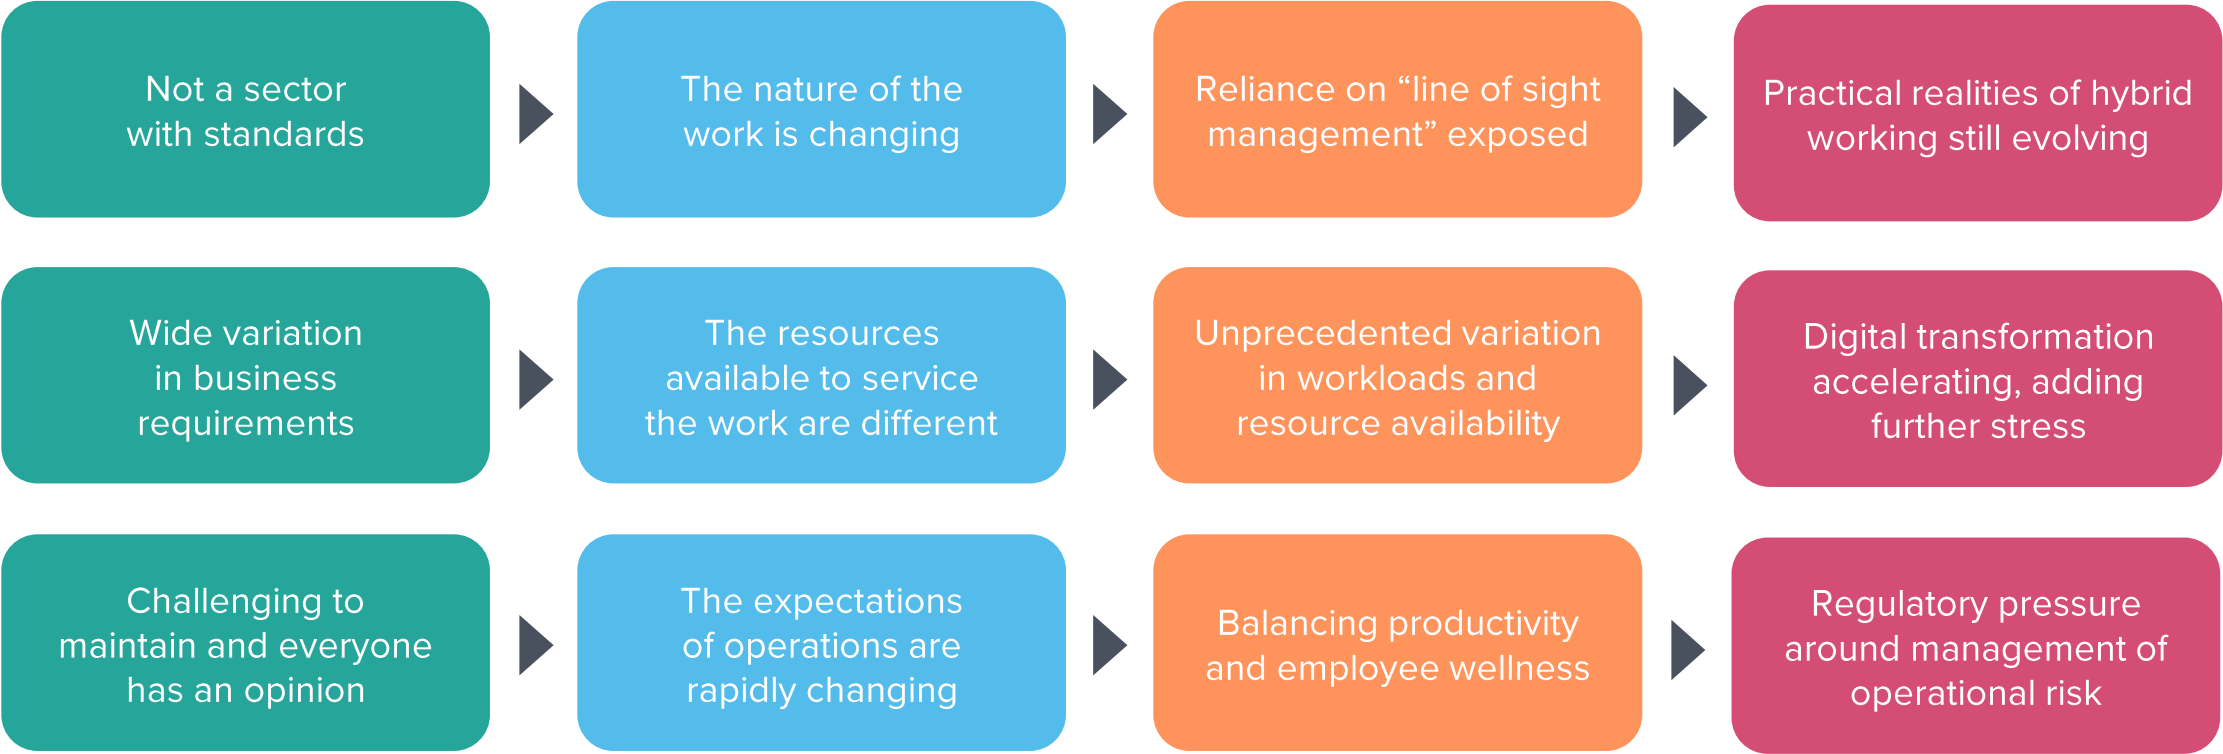 Not a sector
with standards
The nature of the
work is changing
Reliance on “line of sight
management” exposed
Practical realities of hybrid
working still evolving
Wide variation
in business
requirements
The resources
available to service
the work are different
Unprecedented variation
in workloads and
resource availability
Digital transformation
accelerating, adding
further stress
Challenging to
maintain and everyone
has an opinion
The expectations
of operations are
rapidly changing
Balancing productivity
and employee wellness
Regulatory pressure
around management of
operational risk